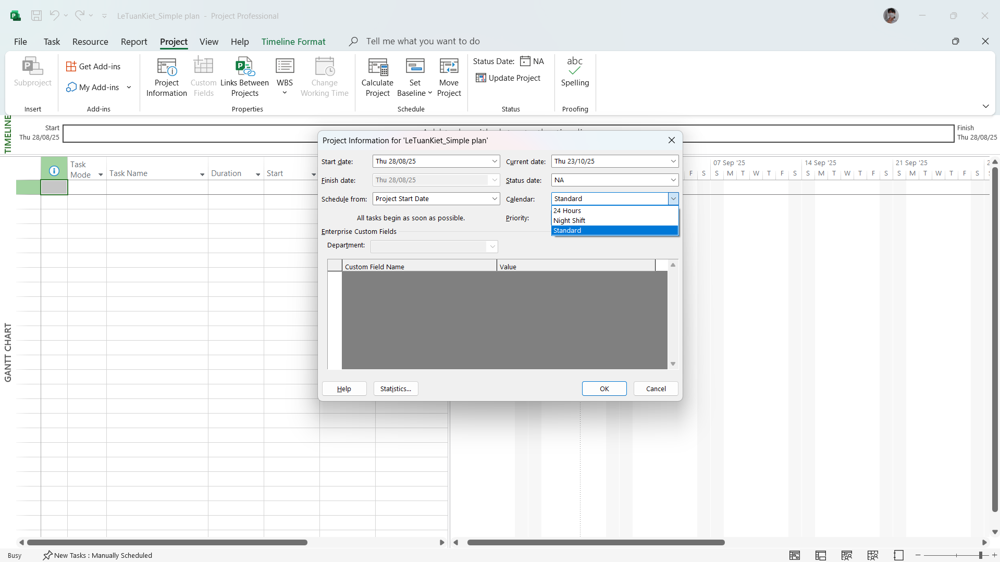 LeTuanKiet_Simple plan - Project Professional
File Task Resource Report Project View Help Timeline Format Tell me what you want to do
Subproject
Get Add-ins
My Add-ins
Project Information
Custom Fields
Links Between Projects
WBS
Change Working Time
Calculate Project
Set Baseline
Move Project
Status Date: NA
Update Project
abc
Spelling
Insert Add-ins Properties Schedule Status Proofing
TIMELINE
Start
Thu 28/08/25
Finish
Thu 28/08/25
Project Information for 'LeTuanKiet_Simple plan'
Start date: Thu 28/08/25 Current date: Thu 23/10/25
Finish date: Thu 28/08/25 Status date: NA
Schedule from: Project Start Date Calendar: Standard
24 Hours
Night Shift
Standard
All tasks begin as soon as possible. Priority:
Enterprise Custom Fields
Department:
Custom Field Name Value
Help Statistics... OK Cancel
Task Mode Task Name Duration Start
07 Sep '25 14 Sep '25 21 Sep '25
F S S M T W T F S S M T W T F S S M T W T F S
GANTT CHART
Busy New Tasks : Manually Scheduled